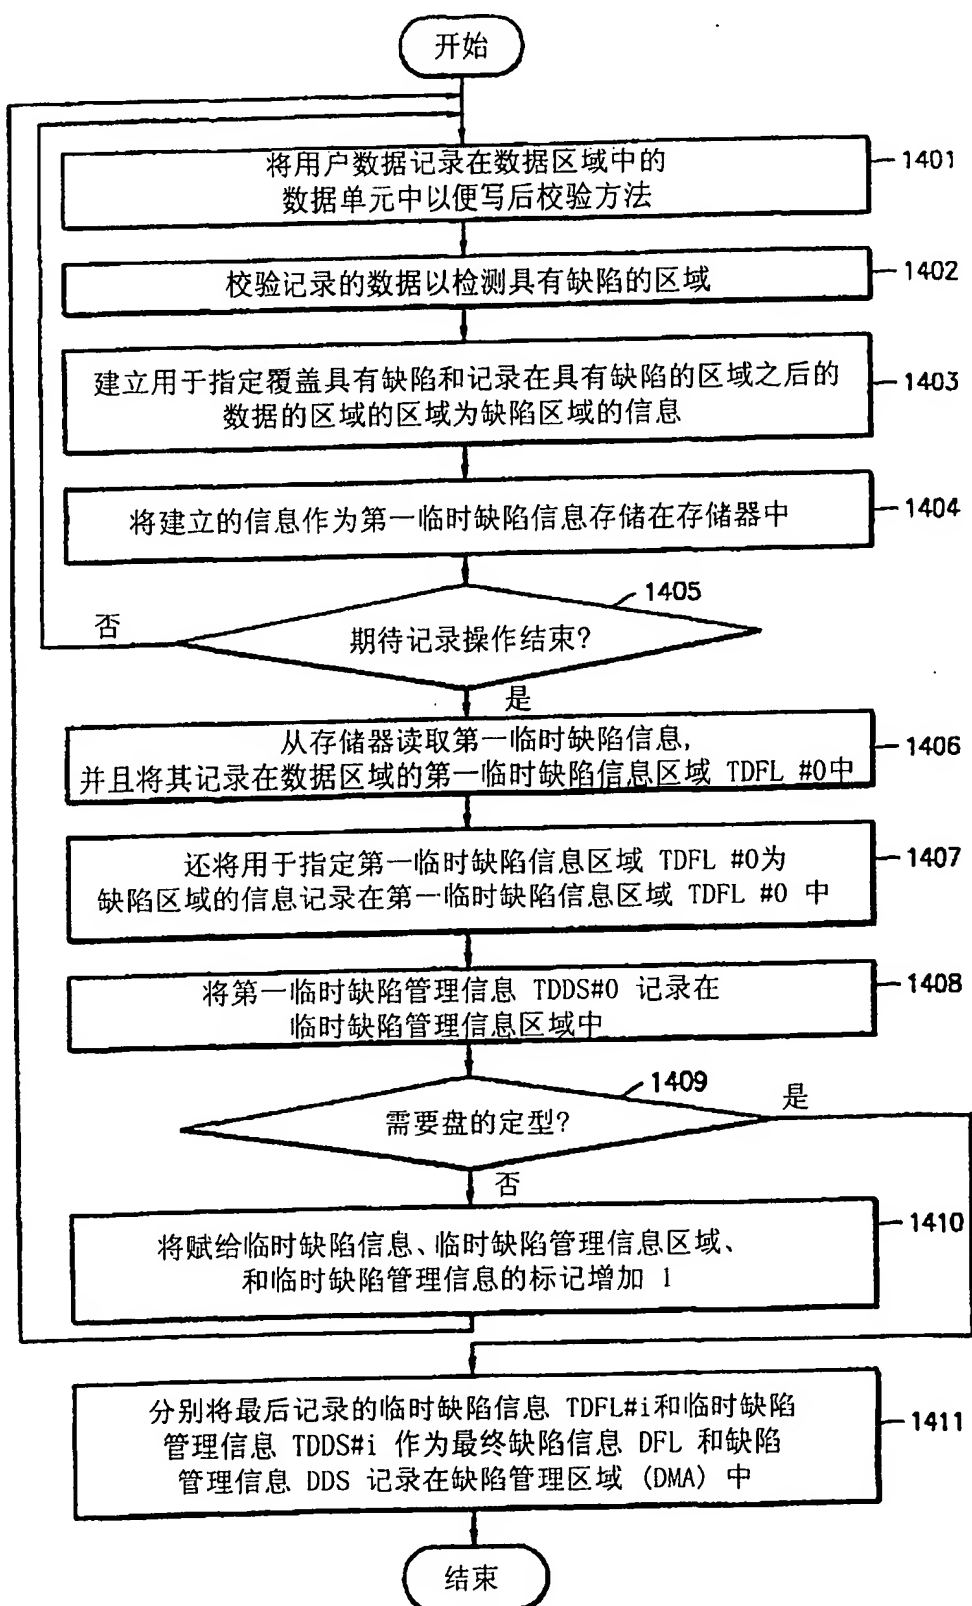 开始
将用户数据记录在数据区域中的
数据单元中以便写后校验方法
1401
校验记录的数据以检测具有缺陷的区域
1402
建立用于指定覆盖具有缺陷和记录在具有缺陷的区域之后的
数据的区域的区域为缺陷区域的信息
1403
将建立的信息作为第一临时缺陷信息存储在存储器中
1404
期待记录操作结束?
1405
否
是
从存储器读取第一临时缺陷信息,
并且将其记录在数据区域的第一临时缺陷信息区域 TDFL #0中
1406
还将用于指定第一临时缺陷信息区域 TDFL #0为
缺陷区域的信息记录在第一临时缺陷信息区域 TDFL #0 中
1407
将第一临时缺陷管理信息 TDDS#0 记录在
临时缺陷管理信息区域中
1408
需要盘的定型?
1409
是
否
将赋给临时缺陷信息、临时缺陷管理信息区域、
和临时缺陷管理信息的标记增加 1
1410
分别将最后记录的临时缺陷信息 TDFL#i和临时缺陷
管理信息 TDDS#i 作为最终缺陷信息 DFL 和缺陷
管理信息 DDS 记录在缺陷管理区域 (DMA) 中
1411
结束